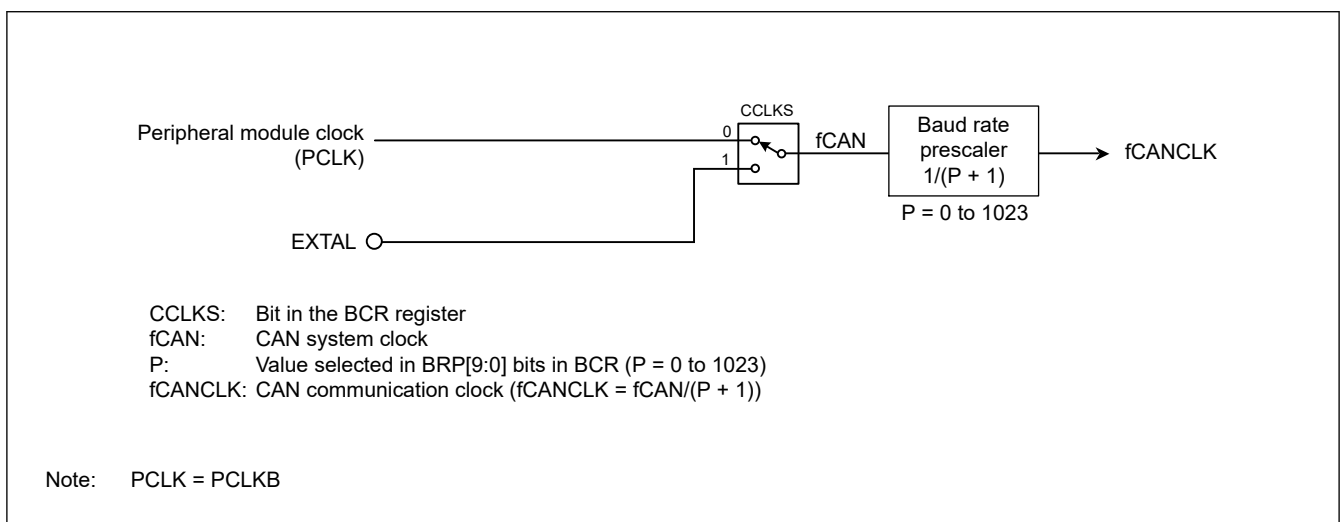 CCLKS
Peripheral module clock
(PCLK)
0
1
fCAN
Baud rate
prescaler
1/(P + 1)
fCANCLK
P = 0 to 1023
EXTAL
CCLKS: Bit in the BCR register
fCAN: CAN system clock
P: Value selected in BRP[9:0] bits in BCR (P = 0 to 1023)
fCANCLK: CAN communication clock (fCANCLK = fCAN/(P + 1))
Note: PCLK = PCLKB